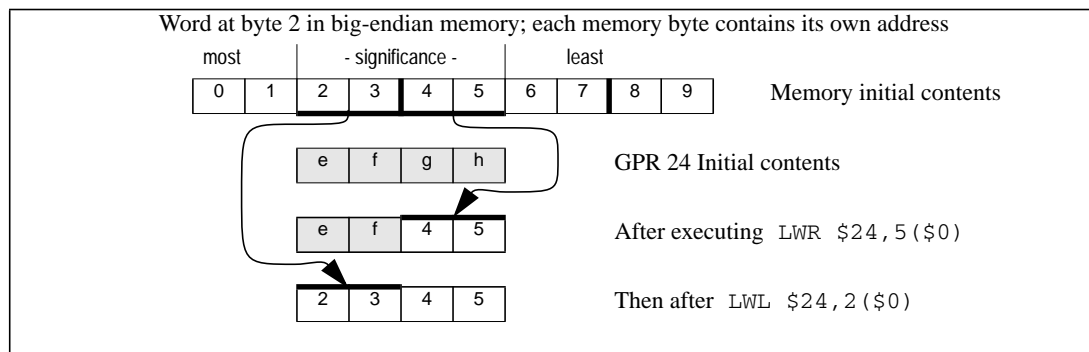 Word at byte 2 in big-endian memory; each memory byte contains its own address
most - significance - least
0 1 2 3 4 5 6 7 8 9 Memory initial contents
e f g h GPR 24 Initial contents
e f 4 5 After executing LWR $24,5($0)
2 3 4 5 Then after LWL $24,2($0)